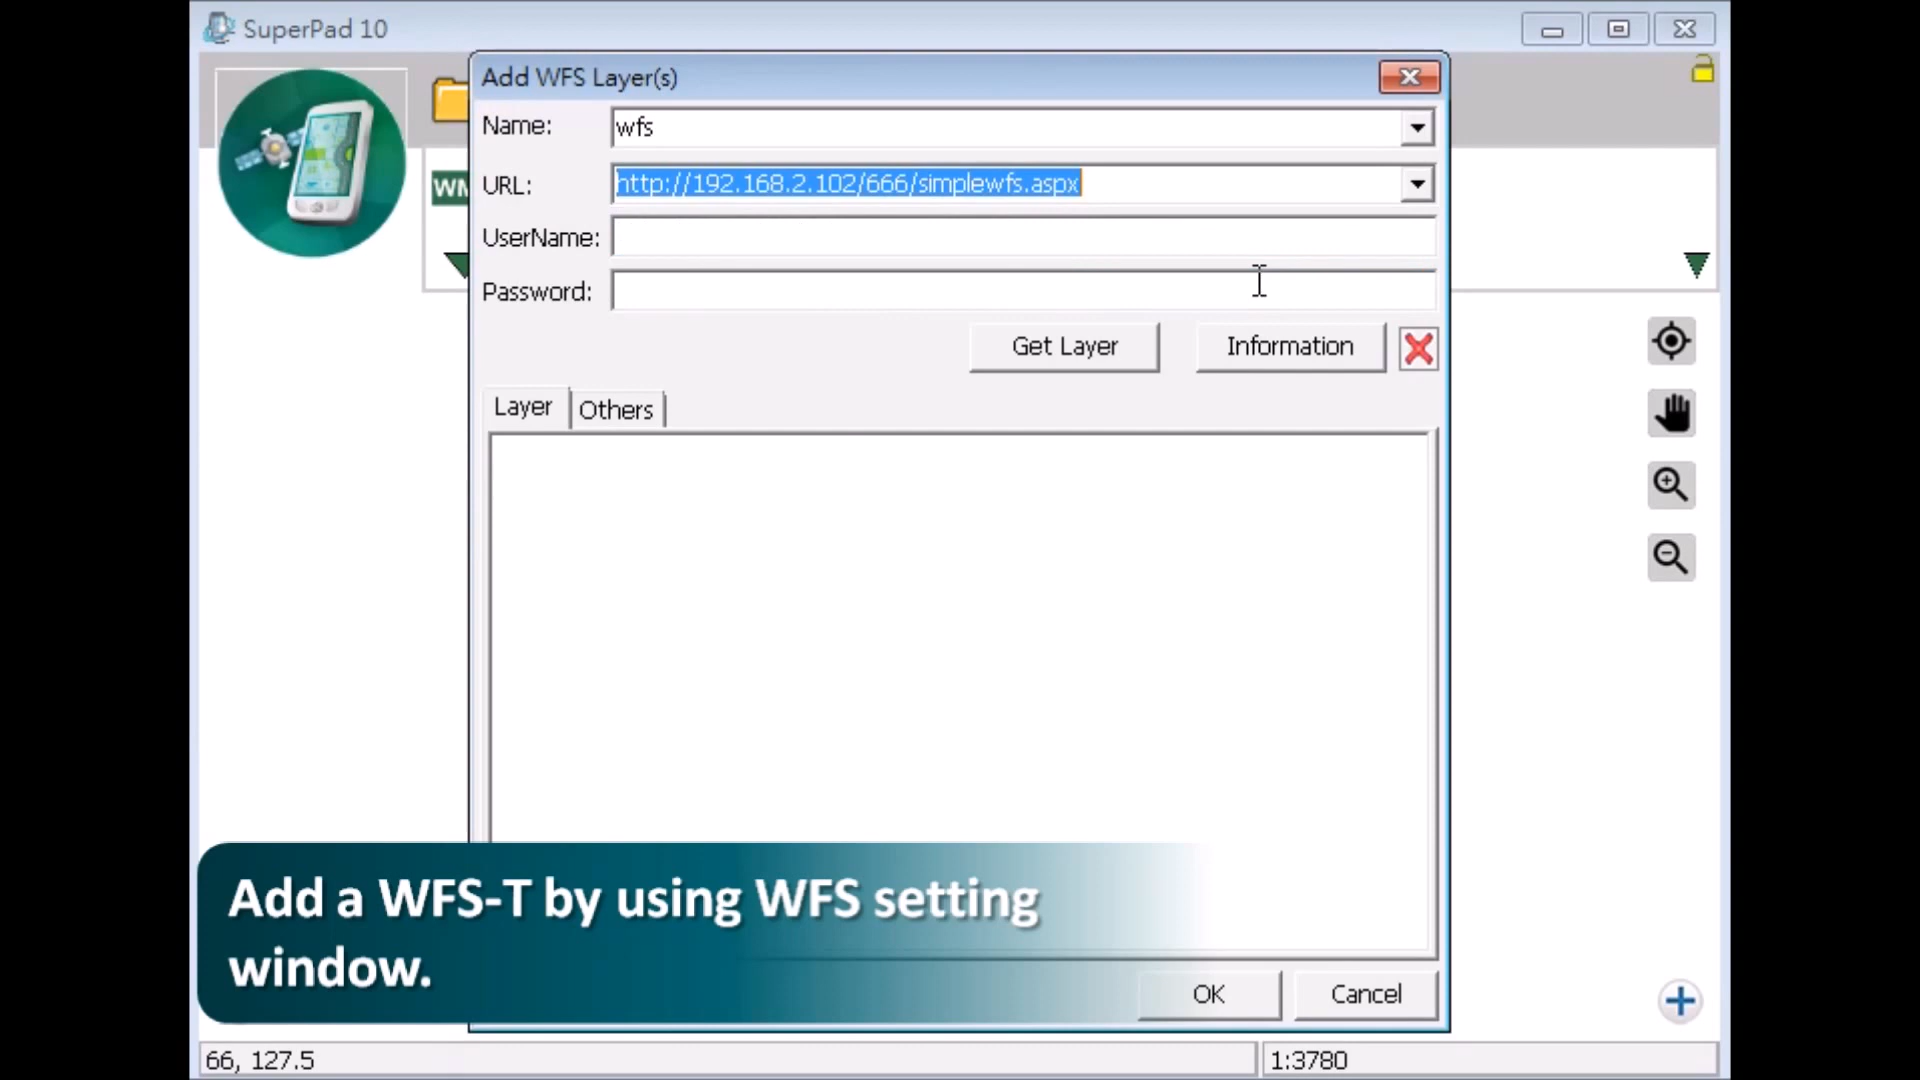 SuperPad 10
Add WFS Layer(s)
Name: wfs
WM
URL: http://192.168.2.102/666/simplewfs.aspx
UserName:
Password:
Get Layer Information
Layer Others
Add a WFS-T by using WFS setting
window.
OK Cancel
66, 127.5 1:3780